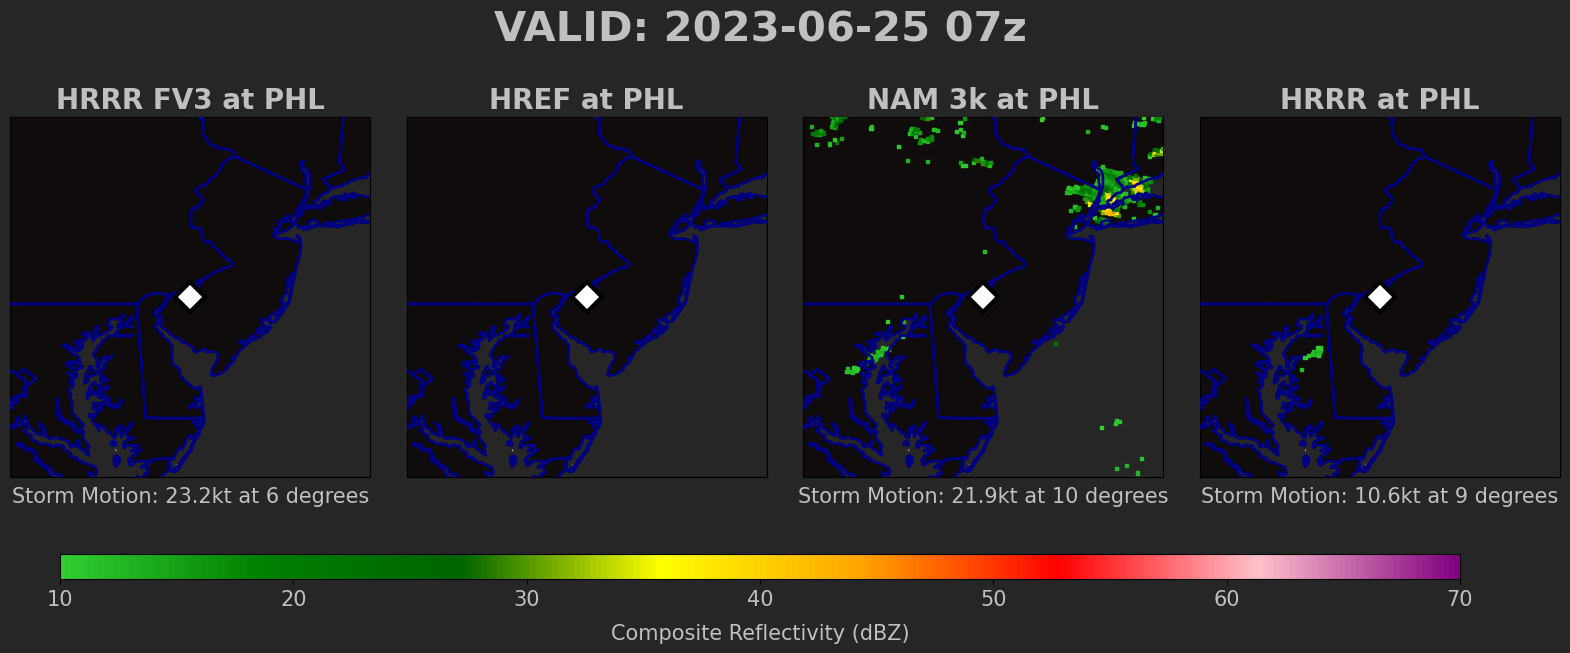 VALID: 2023-06-25 07z
HRRR FV3 at PHL
HREF at PHL
NAM 3k at PHL
HRRR at PHL
Storm Motion: 23.2kt at 6 degrees
Storm Motion: 21.9kt at 10 degrees
Storm Motion: 10.6kt at 9 degrees
10 20 30 40 50 60 70
Composite Reflectivity (dBZ)